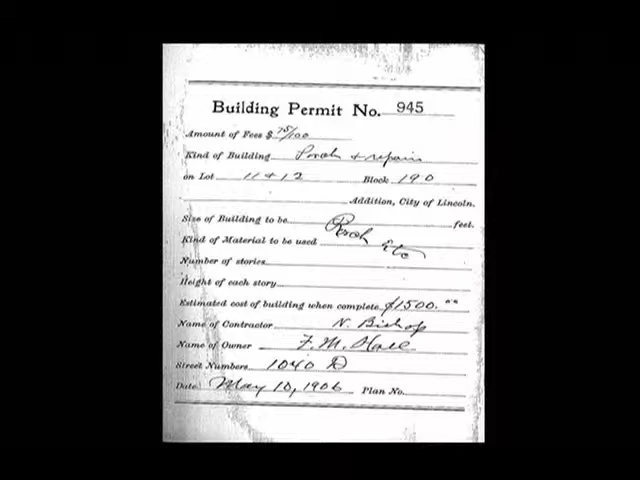 Building Permit No. 945
Amount of Fees $ 75/100
Kind of Building Porch & repairs
on Lot 11 & 12 Block 190
Addition, City of Lincoln.
Size of Building to be feet.
Kind of Material to be used Porch Etc
Number of stories
Height of each story
Estimated cost of building when complete $1500.00
Name of Contractor N. Bishop
Name of Owner F. M. Hall
Street Numbers 1040 D
Date May 10, 1906 Plan No.